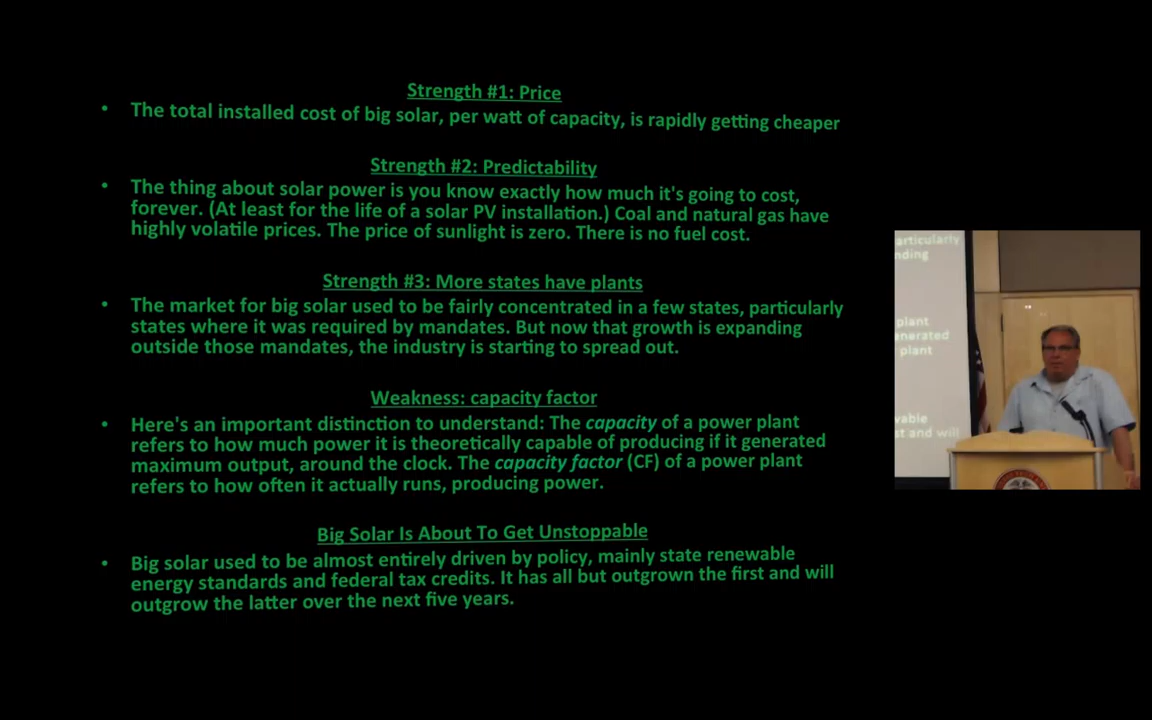 Strength #1: Price
• The total installed cost of big solar, per watt of capacity, is rapidly getting cheaper
Strength #2: Predictability
• The thing about solar power is you know exactly how much it's going to cost,
forever. (At least for the life of a solar PV installation.) Coal and natural gas have
highly volatile prices. The price of sunlight is zero. There is no fuel cost.
Strength #3: More states have plants
• The market for big solar used to be fairly concentrated in a few states, particularly
states where it was required by mandates. But now that growth is expanding
outside those mandates, the industry is starting to spread out.
Weakness: capacity factor
• Here's an important distinction to understand: The capacity of a power plant
refers to how much power it is theoretically capable of producing if it generated
maximum output, around the clock. The capacity factor (CF) of a power plant
refers to how often it actually runs, producing power.
Big Solar Is About To Get Unstoppable
• Big solar used to be almost entirely driven by policy, mainly state renewable
energy standards and federal tax credits. It has all but outgrown the first and will
outgrow the latter over the next five years.
articularly
nding
plant
enerated
plant
vable
st and will